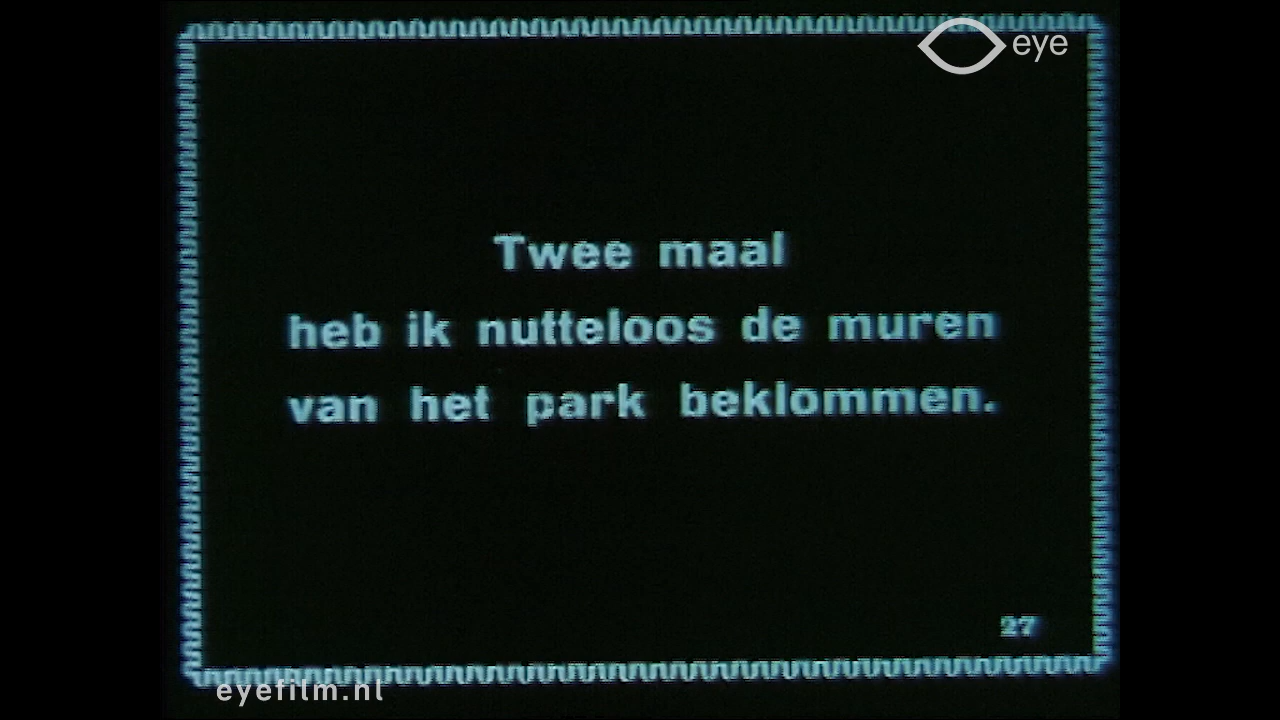 eye
Twee maal
heb ik nutteloos de muren
van het park beklommen.
27
eyefilm.nl